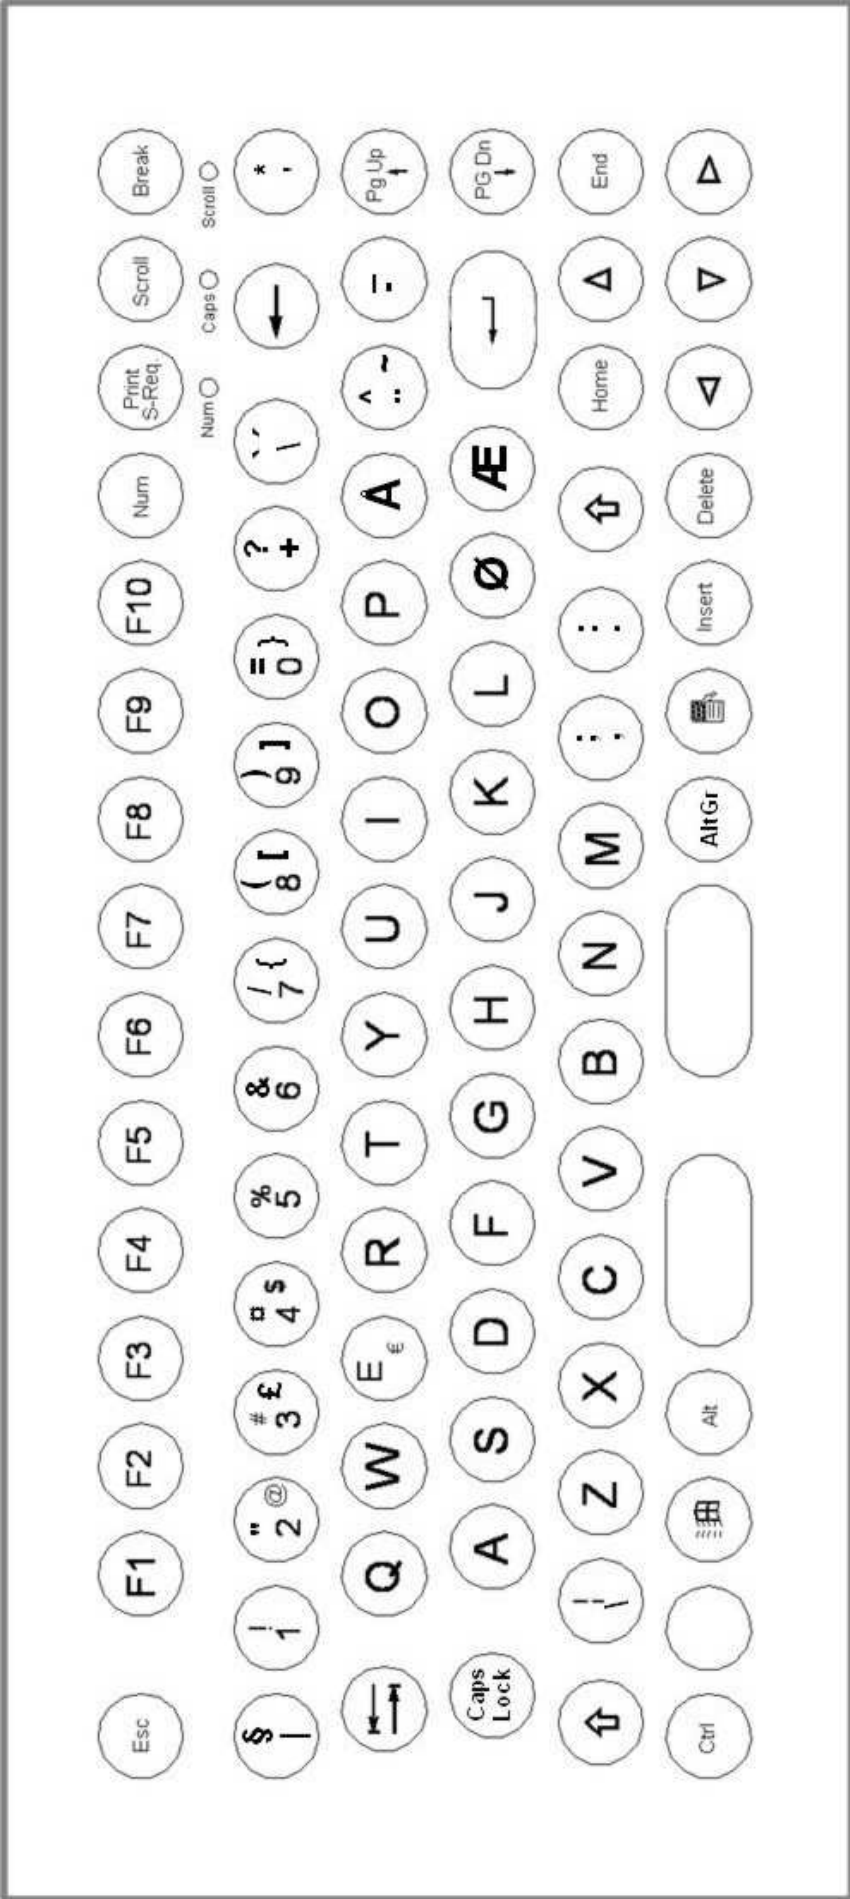 Esc F1 F2 F3 F4 F5 F6 F7 F8 F9 F10 Num Print Scroll Break
S-Req.
Num Caps Scroll
§ ! " @ # £ ¤ $ % & / { ( [ ) ] = } ? ` ´ *
| 1 2 3 4 5 6 7 8 9 0 + \ '
Q W E € R T Y U I O P Å ^ ¨ ~ Pg Up
Caps A S D F G H J K L Ø Æ PG Dn
Lock
¦ \ Z X C V B N M ; , : . Home End
Ctrl Alt AltGr Insert Delete